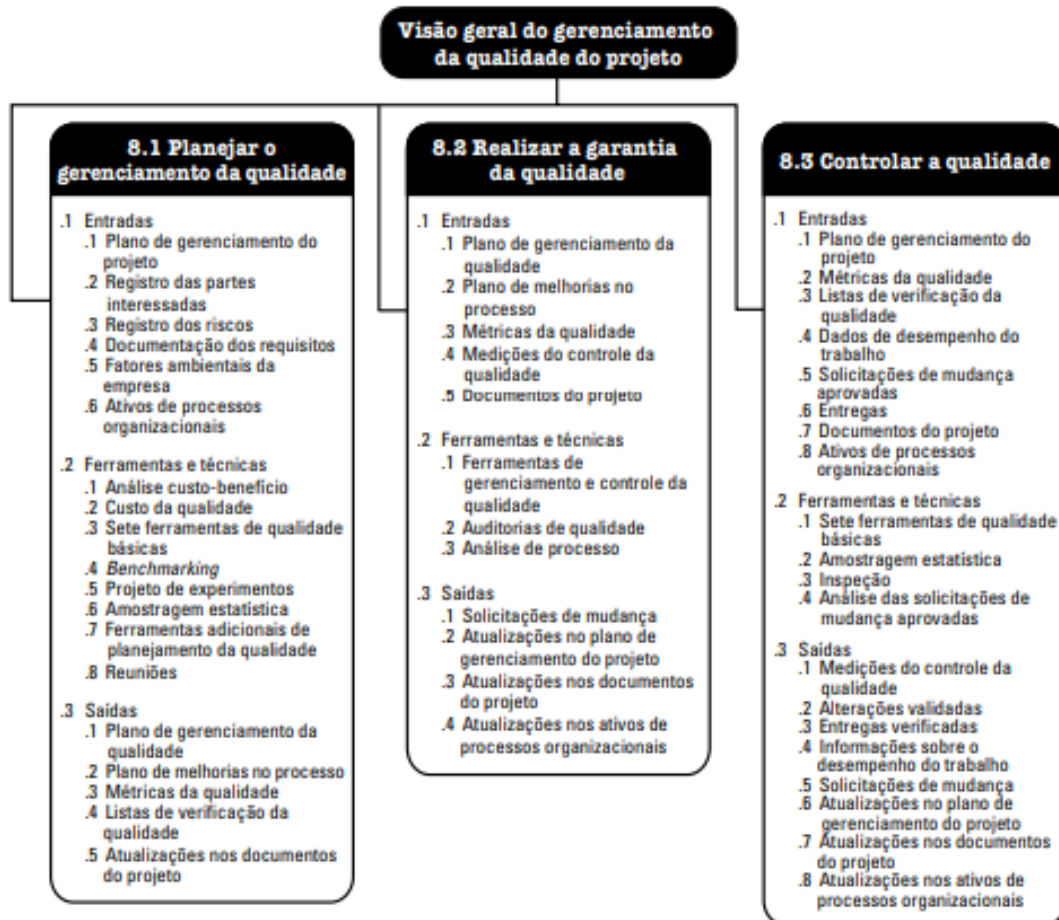 Visão geral do gerenciamento
da qualidade do projeto
8.1 Planejar o
gerenciamento da qualidade
.1 Entradas
.1 Plano de gerenciamento do
projeto
.2 Registro das partes
interessadas
.3 Registro dos riscos
.4 Documentação dos requisitos
.5 Fatores ambientais da
empresa
.6 Ativos de processos
organizacionais
.2 Ferramentas e técnicas
.1 Análise custo-benefício
.2 Custo da qualidade
.3 Sete ferramentas de qualidade
básicas
.4 Benchmarking
.5 Projeto de experimentos
.6 Amostragem estatística
.7 Ferramentas adicionais de
planejamento da qualidade
.8 Reuniões
.3 Saídas
.1 Plano de gerenciamento da
qualidade
.2 Plano de melhorias no processo
.3 Métricas da qualidade
.4 Listas de verificação da
qualidade
.5 Atualizações nos documentos
do projeto
8.2 Realizar a garantia
da qualidade
.1 Entradas
.1 Plano de gerenciamento da
qualidade
.2 Plano de melhorias no
processo
.3 Métricas da qualidade
.4 Medições do controle da
qualidade
.5 Documentos do projeto
.2 Ferramentas e técnicas
.1 Ferramentas de
gerenciamento e controle da
qualidade
.2 Auditorias de qualidade
.3 Análise de processo
.3 Saídas
.1 Solicitações de mudança
.2 Atualizações no plano de
gerenciamento do projeto
.3 Atualizações nos documentos
do projeto
.4 Atualizações nos ativos de
processos organizacionais
8.3 Controlar a qualidade
.1 Entradas
.1 Plano de gerenciamento do
projeto
.2 Métricas da qualidade
.3 Listas de verificação da
qualidade
.4 Dados de desempenho do
trabalho
.5 Solicitações de mudança
aprovadas
.6 Entregas
.7 Documentos do projeto
.8 Ativos de processos
organizacionais
.2 Ferramentas e técnicas
.1 Sete ferramentas de qualidade
básicas
.2 Amostragem estatística
.3 Inspeção
.4 Análise das solicitações de
mudança aprovadas
.3 Saídas
.1 Medições do controle da
qualidade
.2 Alterações validadas
.3 Entregas verificadas
.4 Informações sobre o
desempenho do trabalho
.5 Solicitações de mudança
.6 Atualizações no plano de
gerenciamento do projeto
.7 Atualizações nos documentos
do projeto
.8 Atualizações nos ativos de
processos organizacionais